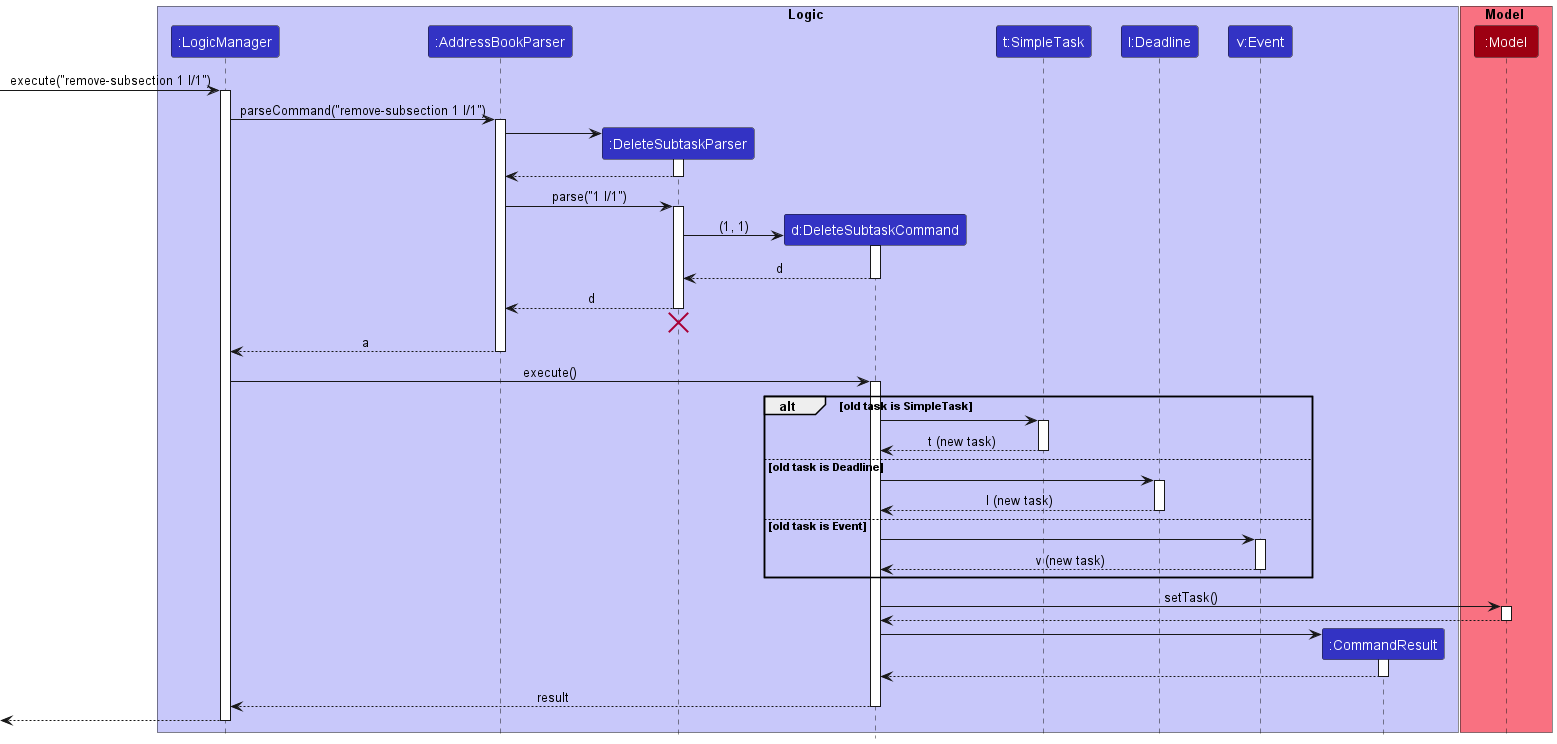 Logic
Model
:LogicManager
:AddressBookParser
t:SimpleTask
l:Deadline
v:Event
:Model
execute("remove-subsection 1 I/1")
parseCommand("remove-subsection 1 I/1")
:DeleteSubtaskParser
parse("1 I/1")
(1, 1)
d:DeleteSubtaskCommand
d
d
a
execute()
alt
[old task is SimpleTask]
t (new task)
[old task is Deadline]
l (new task)
[old task is Event]
v (new task)
setTask()
:CommandResult
result